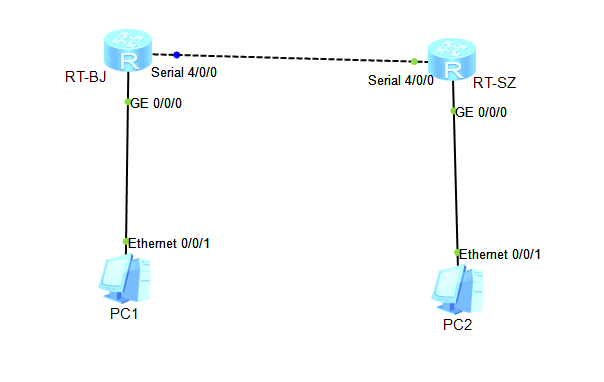 R
R
RT-BJ
Serial 4/0/0
Serial 4/0/0
RT-SZ
GE 0/0/0
GE 0/0/0
Ethernet 0/0/1
Ethernet 0/0/1
PC1
PC2